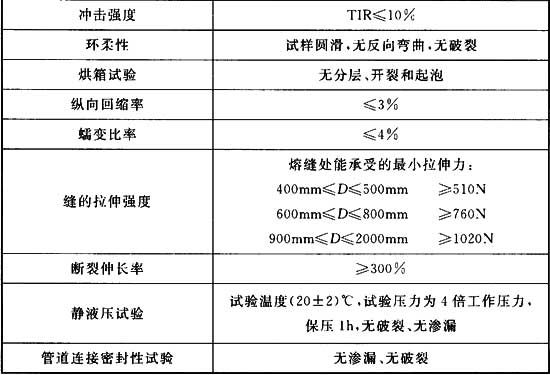 冲击强度 TIR≤10%
环柔性 试样圆滑,无反向弯曲,无破裂
烘箱试验 无分层、开裂和起泡
纵向回缩率 ≤3%
蠕变比率 ≤4%
缝的拉伸强度
熔缝处能承受的最小拉伸力:
400mm≤D≤500mm ≥510N
600mm≤D≤800mm ≥760N
900mm≤D≤2000mm ≥1020N
断裂伸长率 ≥300%
静液压试验
试验温度(20±2)℃,试验压力为4倍工作压力,
保压1h,无破裂、无渗漏
管道连接密封性试验 无渗漏、无破裂